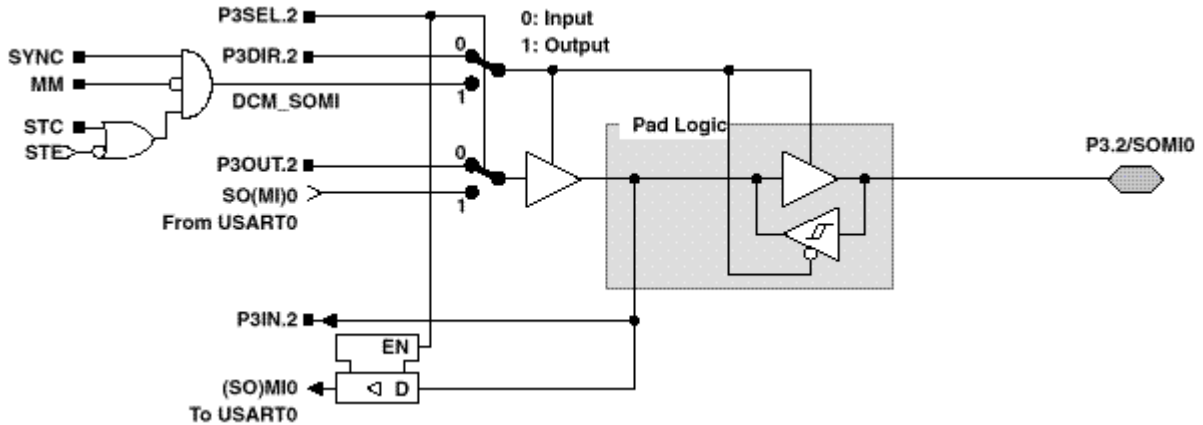 P3SEL.2
0: Input
1: Output
SYNC
P3DIR.2
0
MM
1
DCM_SOMI
STC
STE
Pad Logic
P3.2/SOMI0
P3OUT.2
0
SO(MI)0
1
From USART0
P3IN.2
EN
(SO)MI0
D
To USART0